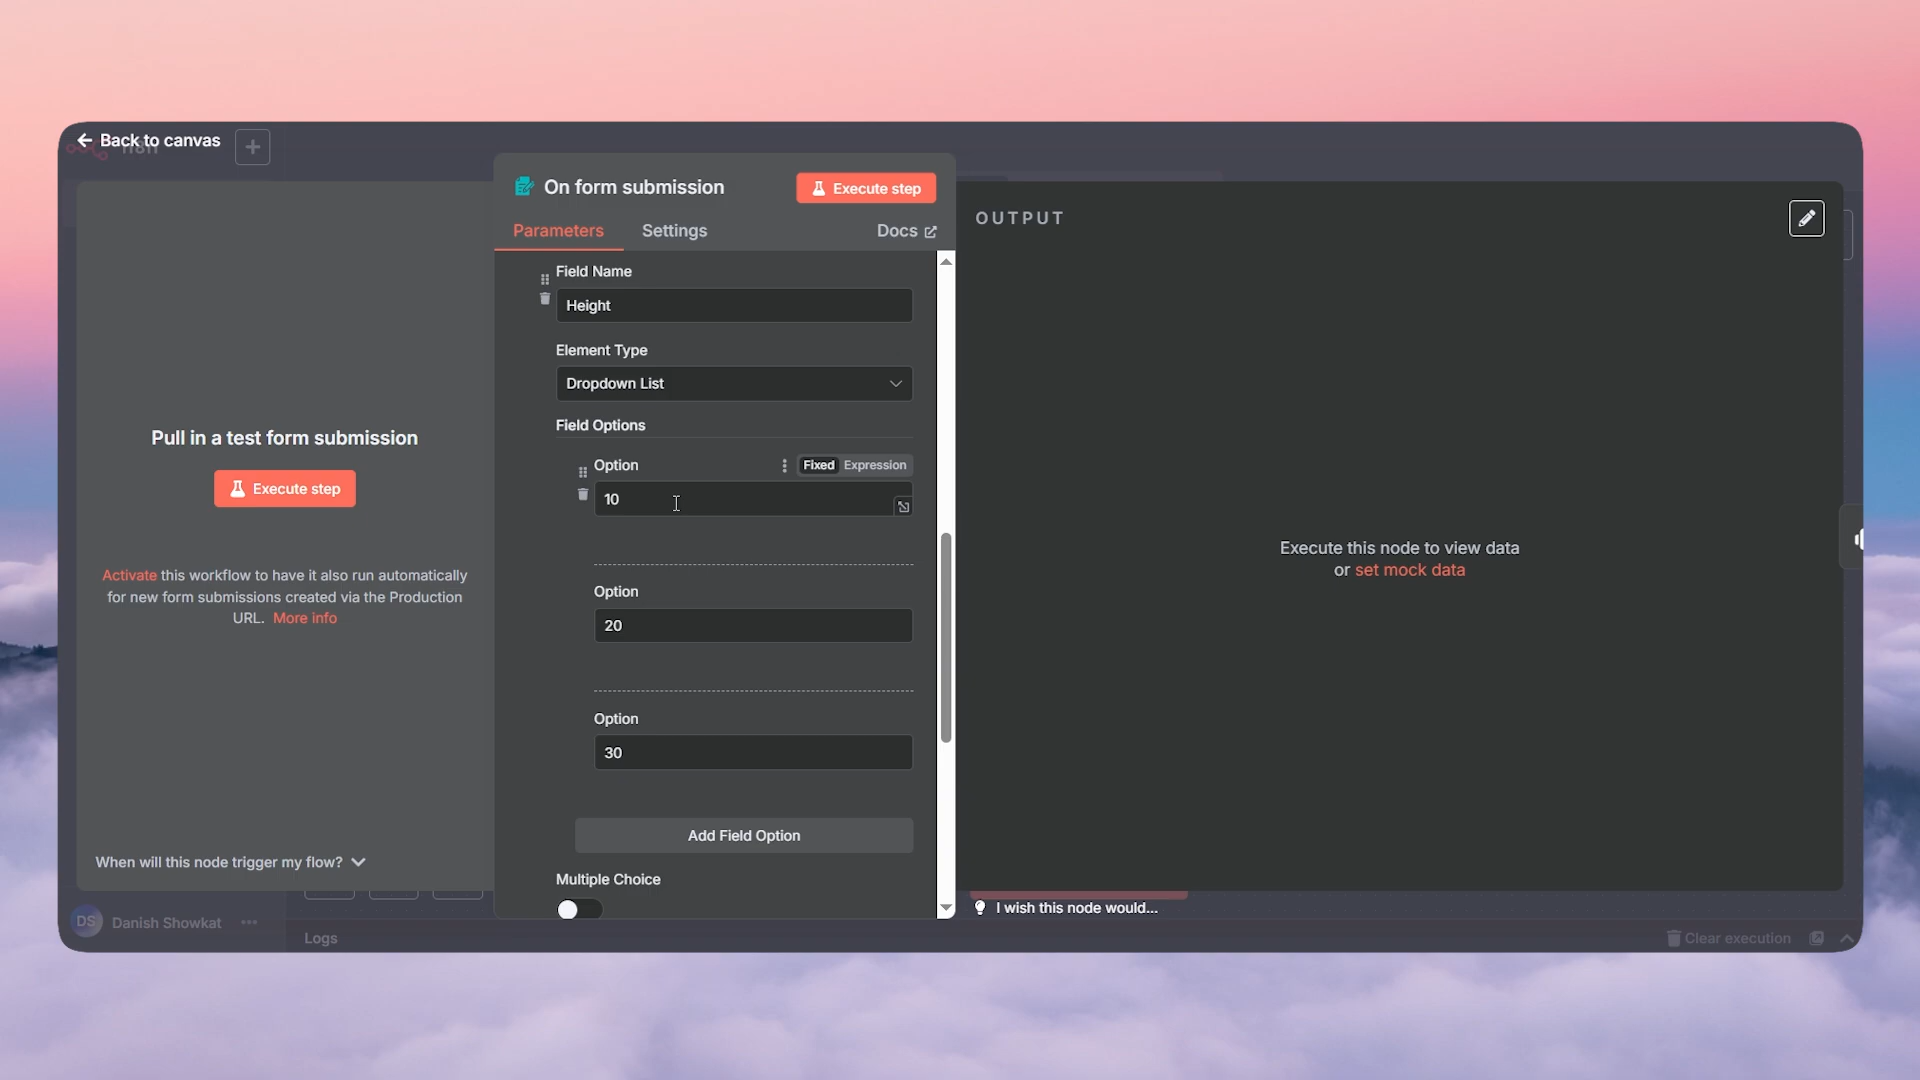 Back to canvas
n8n
On form submission
Execute step
Parameters
Settings
Docs
Field Name
Height
Element Type
Dropdown List
Field Options
Option
Fixed
Expression
10
Option
20
Option
30
Add Field Option
Multiple Choice
Pull in a test form submission
Execute step
Activate this workflow to have it also run automatically
for new form submissions created via the Production
URL. More info
When will this node trigger my flow?
OUTPUT
Execute this node to view data
or set mock data
I wish this node would...
DS
Danish Showkat
Logs
Clear execution